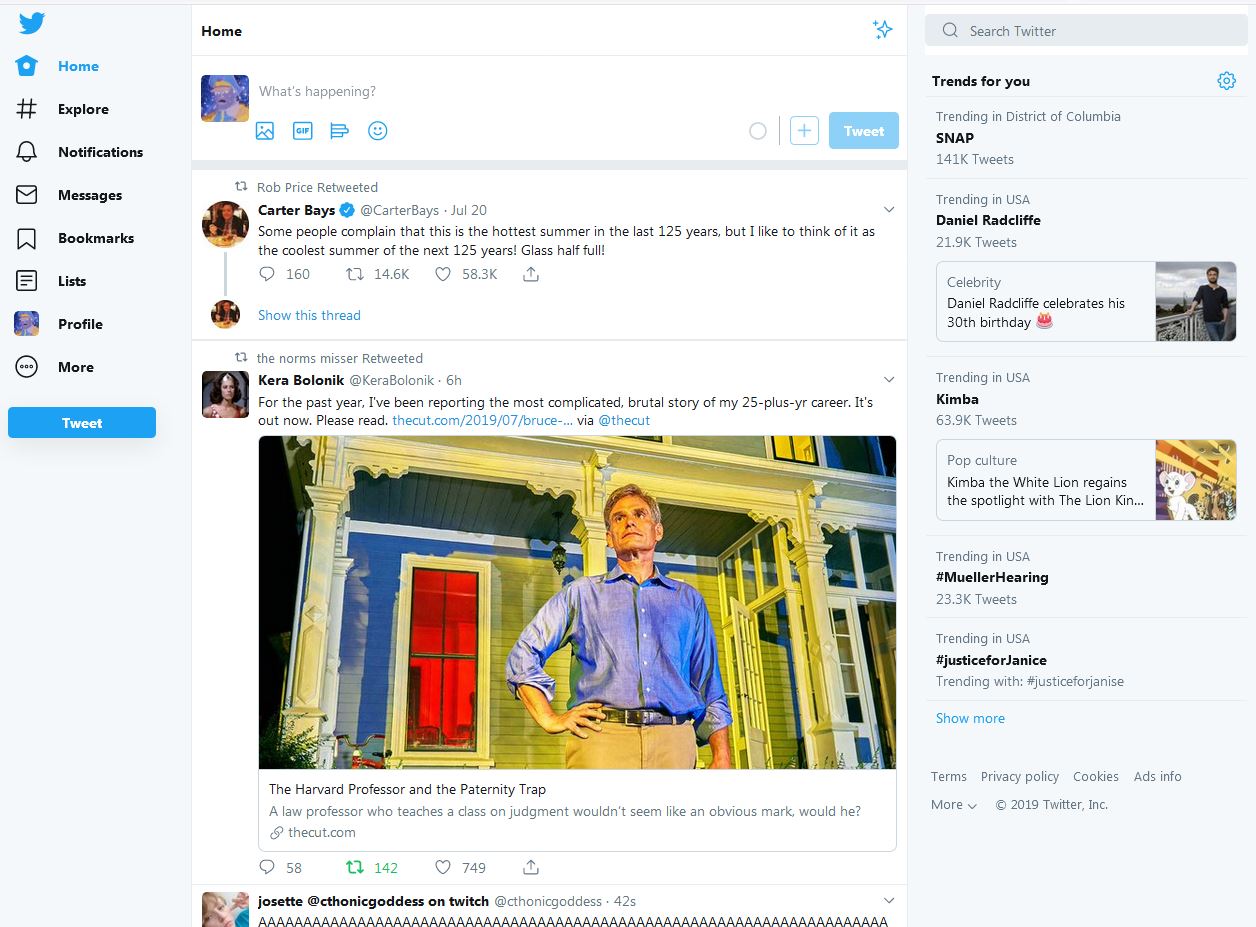 Home
Explore
Notifications
Messages
Bookmarks
Lists
Profile
More
Tweet
Home
What's happening?
GIF
Tweet
Rob Price Retweeted
Carter Bays @CarterBays · Jul 20
Some people complain that this is the hottest summer in the last 125 years, but I like to think of it as
the coolest summer of the next 125 years! Glass half full!
160 14.6K 58.3K
Show this thread
the norms misser Retweeted
Kera Bolonik @KeraBolonik · 6h
For the past year, I've been reporting the most complicated, brutal story of my 25-plus-yr career. It's
out now. Please read. thecut.com/2019/07/bruce-... via @thecut
The Harvard Professor and the Paternity Trap
A law professor who teaches a class on judgment wouldn't seem like an obvious mark, would he?
thecut.com
58 142 749
josette @cthonicgoddess on twitch @cthonicgoddess · 42s
AAAAAAAAAAAAAAAAAAAAAAAAAAAAAAAAAAAAAAAAAAAAAAAAAAAAAAAAAAAAAAAAAAAAAA
Search Twitter
Trends for you
Trending in District of Columbia
SNAP
141K Tweets
Trending in USA
Daniel Radcliffe
21.9K Tweets
Celebrity
Daniel Radcliffe celebrates his
30th birthday 🎂
Trending in USA
Kimba
63.9K Tweets
Pop culture
Kimba the White Lion regains
the spotlight with The Lion Kin...
Trending in USA
#MuellerHearing
23.3K Tweets
Trending in USA
#justiceforJanice
Trending with: #justiceforjanise
Show more
Terms Privacy policy Cookies Ads info
More © 2019 Twitter, Inc.